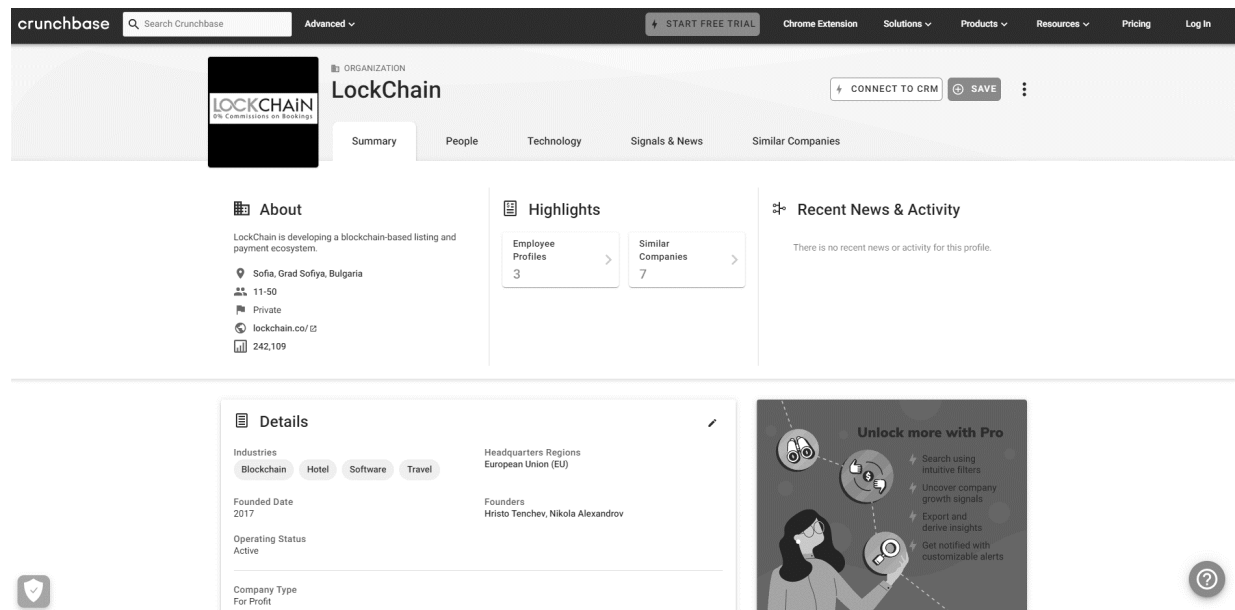 crunchbase
Search Crunchbase
Advanced
START FREE TRIAL
Chrome Extension
Solutions
Products
Resources
Pricing
Log In
LOCKCHAiN
0% Commissions on Bookings
ORGANIZATION
LockChain
CONNECT TO CRM
SAVE
Summary
People
Technology
Signals & News
Similar Companies
About
LockChain is developing a blockchain-based listing and
payment ecosystem.
Sofia, Grad Sofiya, Bulgaria
11-50
Private
lockchain.co/
242,109
Highlights
Employee
Profiles
3
Similar
Companies
7
Recent News & Activity
There is no recent news or activity for this profile.
Details
Industries
Blockchain
Hotel
Software
Travel
Headquarters Regions
European Union (EU)
Founded Date
2017
Founders
Hristo Tenchev, Nikola Alexandrov
Operating Status
Active
Company Type
For Profit
Unlock more with Pro
Search using
intuitive filters
Uncover company
growth signals
Export and
derive insights
Get notified with
customizable alerts